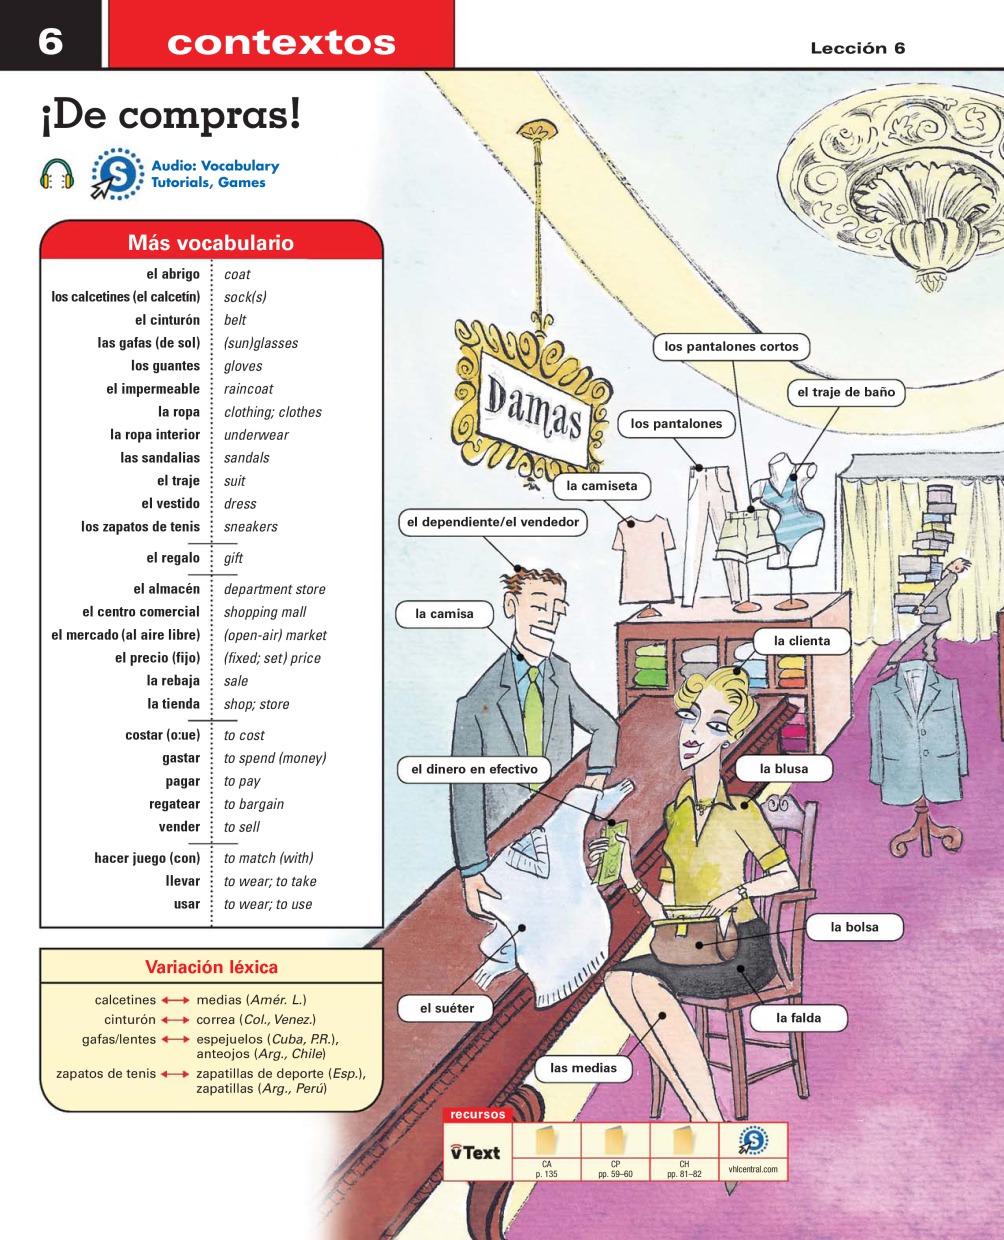 6
contextos
Lección 6
¡De compras!
Audio: Vocabulary
Tutorials, Games
Más vocabulario
el abrigo coat
los calcetines (el calcetín) sock(s)
el cinturón belt
las gafas (de sol) (sun)glasses
los guantes gloves
el impermeable raincoat
la ropa clothing; clothes
la ropa interior underwear
las sandalias sandals
el traje suit
el vestido dress
los zapatos de tenis sneakers
el regalo gift
el almacén department store
el centro comercial shopping mall
el mercado (al aire libre) (open-air) market
el precio (fijo) (fixed; set) price
la rebaja sale
la tienda shop; store
costar (o:ue) to cost
gastar to spend (money)
pagar to pay
regatear to bargain
vender to sell
hacer juego (con) to match (with)
llevar to wear; to take
usar to wear; to use
Variación léxica
calcetines ↔ medias (Amér. L.)
cinturón ↔ correa (Col., Venez.)
gafas/lentes ↔ espejuelos (Cuba, P.R.),
anteojos (Arg., Chile)
zapatos de tenis ↔ zapatillas de deporte (Esp.),
zapatillas (Arg., Perú)
Damas
los pantalones cortos
el traje de baño
los pantalones
la camiseta
el dependiente/el vendedor
la camisa
la clienta
el dinero en efectivo
la blusa
la bolsa
el suéter
la falda
las medias
recursos
vText
CA
p. 135
CP
pp. 59–60
CH
pp. 81–82
S
vhlcentral.com